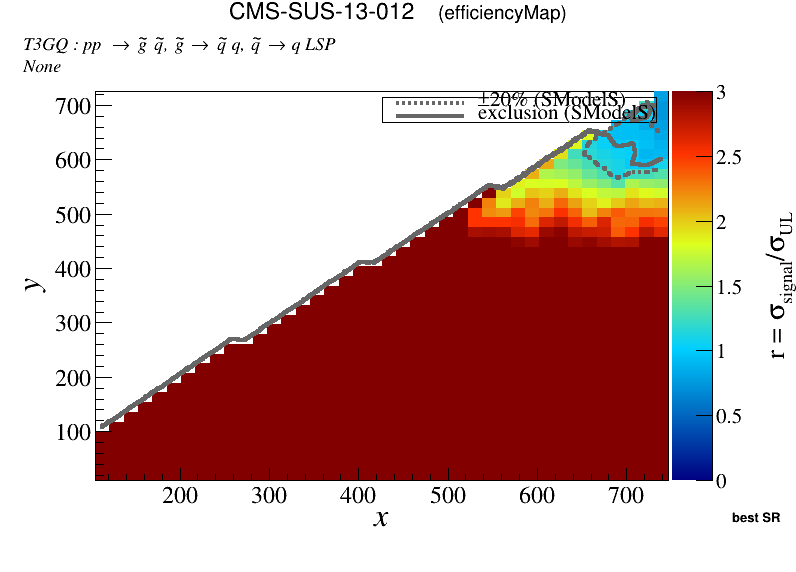 CMS-SUS-13-012 (efficiencyMap)
T3GQ : pp → g̃ q̃, g̃ → q̃ q, q̃ → q LSP
None
±20% (SModelS)
exclusion (SModelS)
700
600
500
400
300
200
100
y
200 300 400 500 600 700
x
3
2.5
2
1.5
1
0.5
0
r = σsignal/σUL
best SR